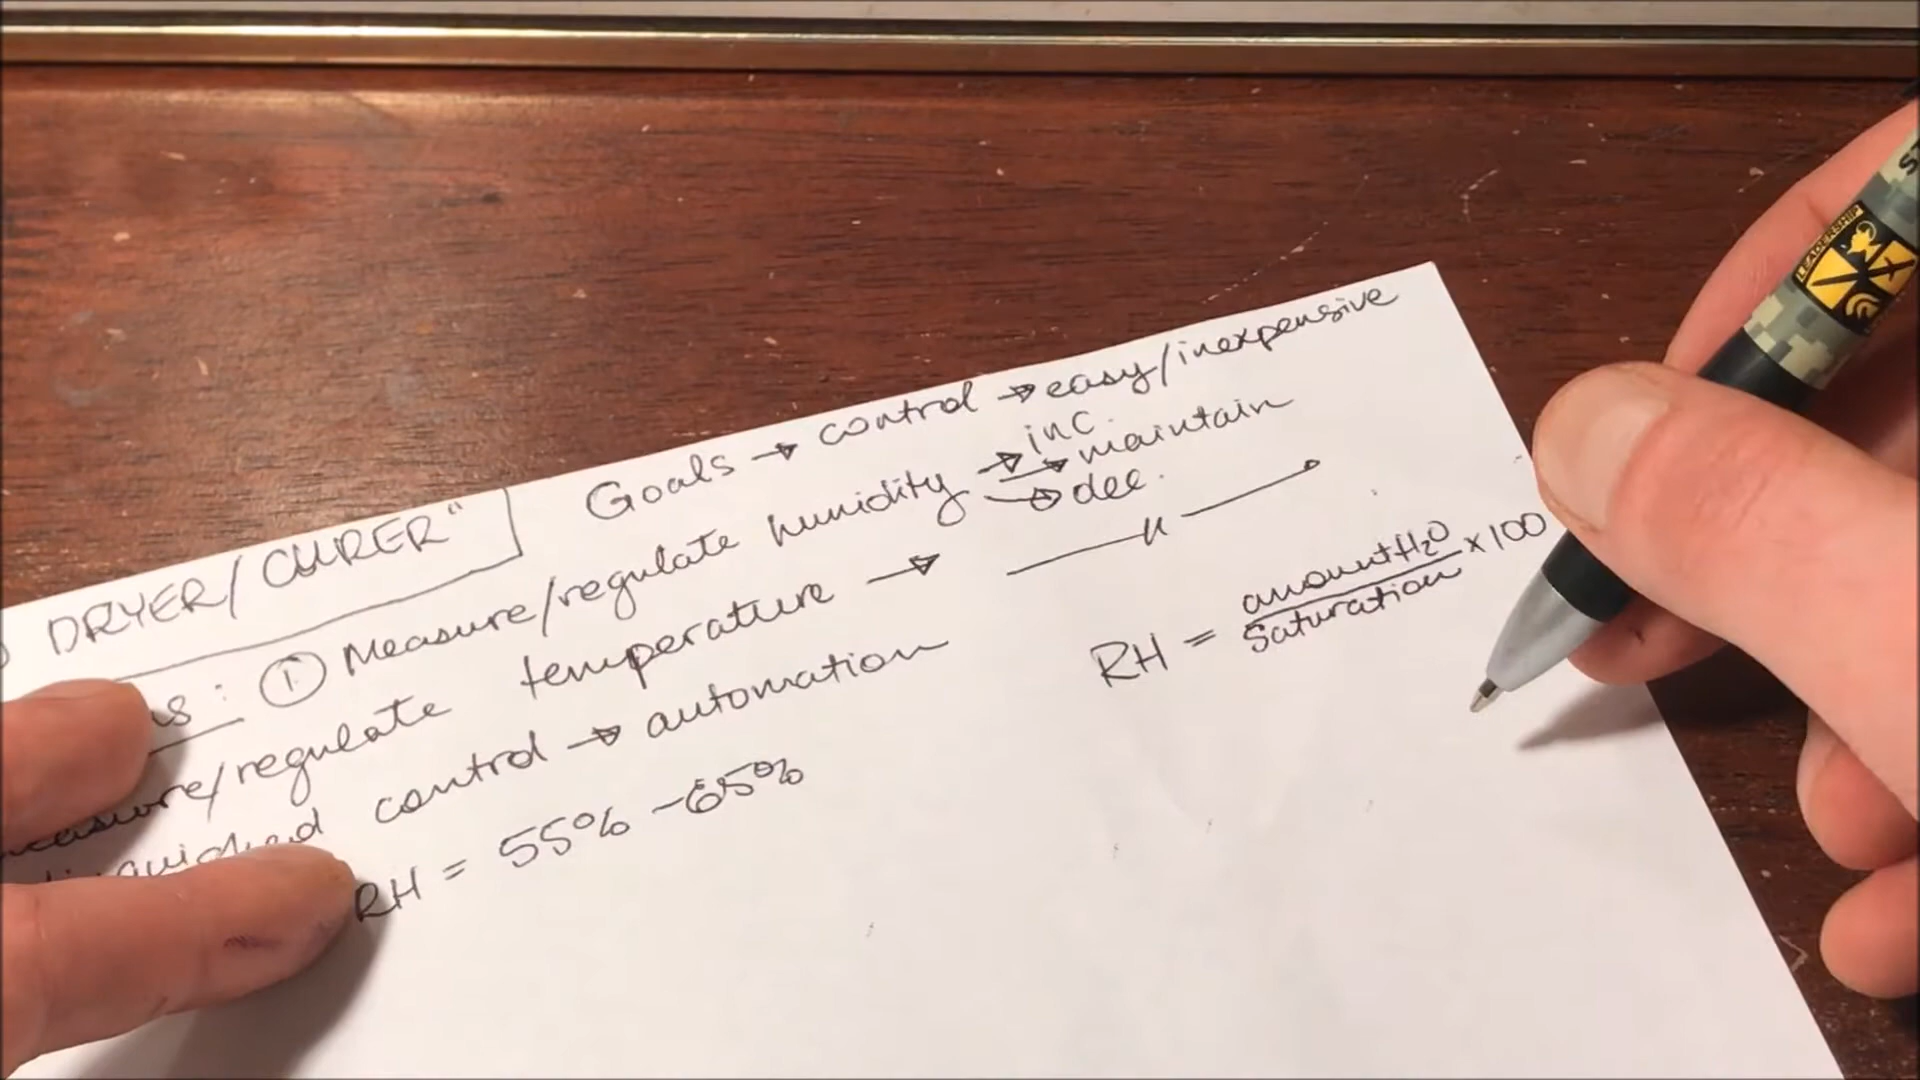 Goals → control → easy/inexpensive
DRYER/CURER"
① Measure/regulate humidity → inc.
→ maintain
→ dec.
measure/regulate temperature → —— " ——
control → automation
RH = 55% - 65%
RH = amount H₂O / Saturation × 100
LEADERSHIP